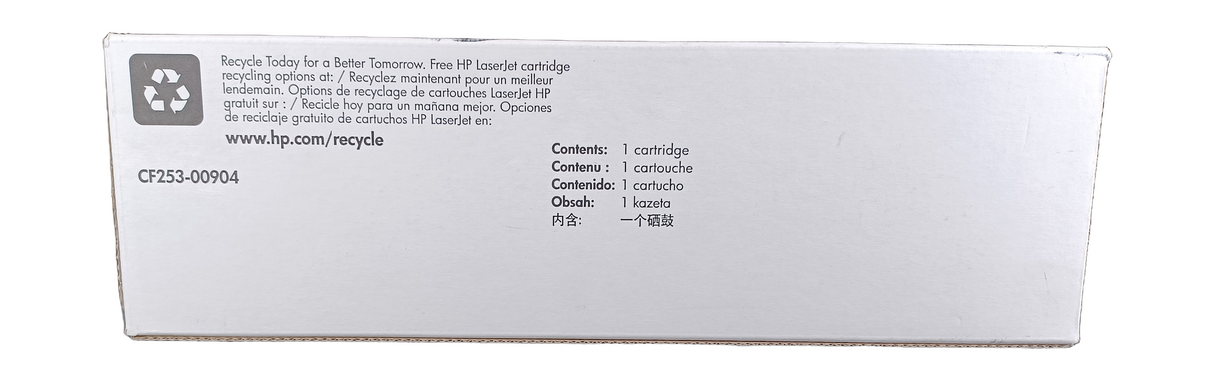 Recycle Today for a Better Tomorrow. Free HP LaserJet cartridge
recycling options at: / Recyclez maintenant pour un meilleur
lendemain. Options de recyclage de cartouches LaserJet HP
gratuit sur : / Recicle hoy para un mañana mejor. Opciones
de reciclaje gratuito de cartuchos HP LaserJet en:
www.hp.com/recycle
CF253-00904
Contents: 1 cartridge
Contenu : 1 cartouche
Contenido: 1 cartucho
Obsah: 1 kazeta
内含: 一个硒鼓